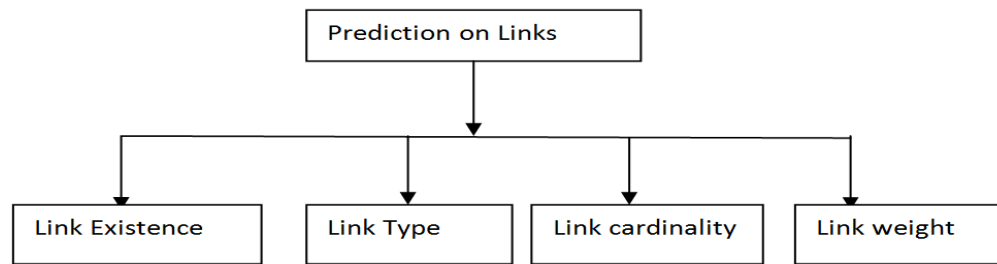 Prediction on Links
Link Existence
Link Type
Link cardinality
Link weight